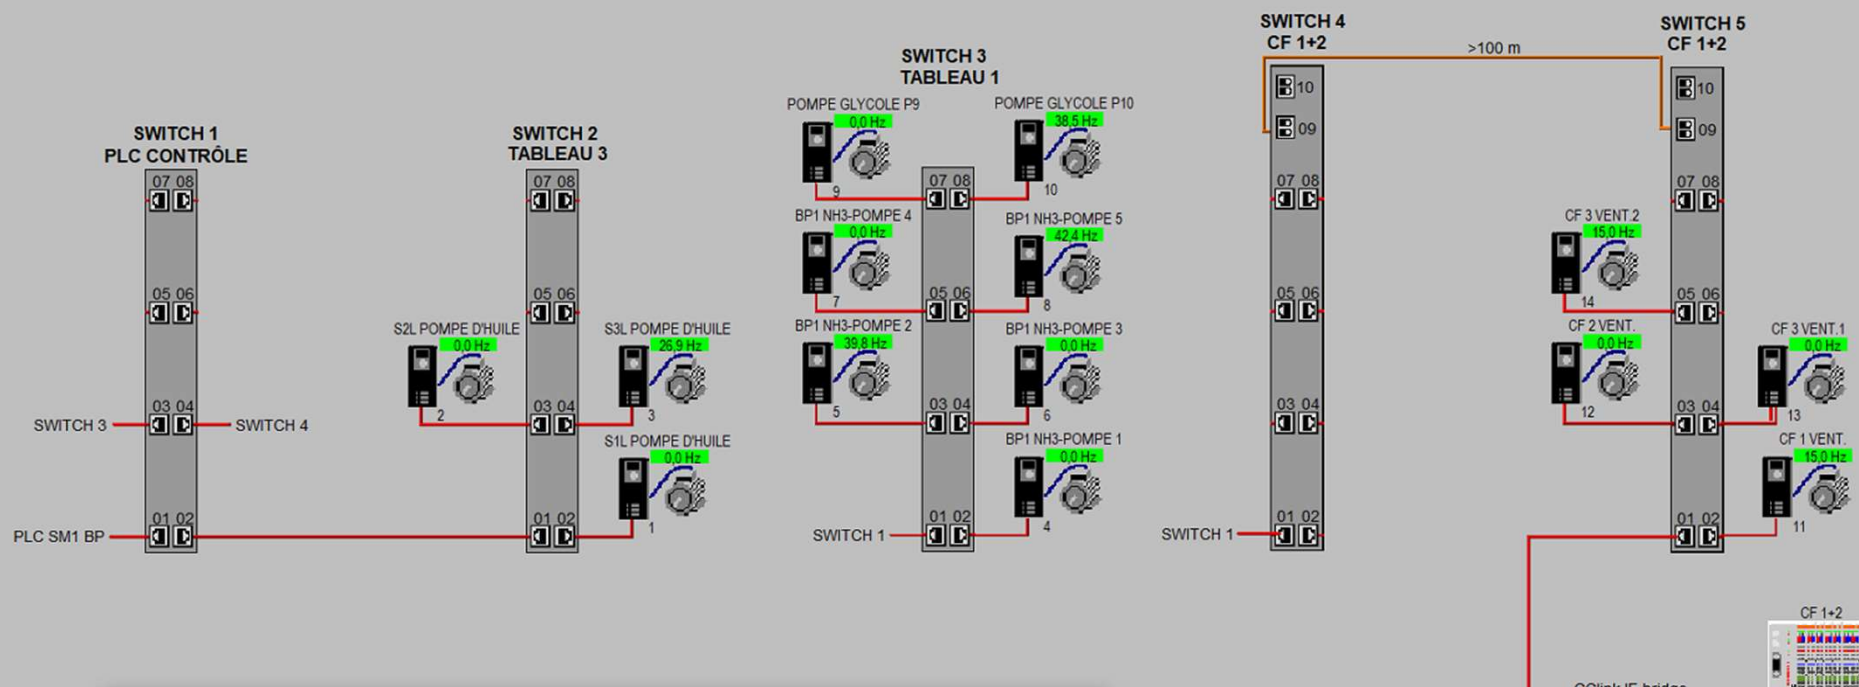 SWITCH 1
PLC CONTRÔLE
07 08
05 06
03 04
SWITCH 3
SWITCH 4
01 02
PLC SM1 BP
SWITCH 2
TABLEAU 3
07 08
05 06
S2L POMPE D'HUILE
0,0 Hz
2
S3L POMPE D'HUILE
26,9 Hz
3
03 04
S1L POMPE D'HUILE
0,0 Hz
1
01 02
SWITCH 3
TABLEAU 1
POMPE GLYCOLE P9
0,0 Hz
9
POMPE GLYCOLE P10
38,5 Hz
10
07 08
BP1 NH3-POMPE 4
0,0 Hz
7
BP1 NH3-POMPE 5
42,4 Hz
8
05 06
BP1 NH3-POMPE 2
39,8 Hz
5
BP1 NH3-POMPE 3
0,0 Hz
6
03 04
BP1 NH3-POMPE 1
0,0 Hz
4
01 02
SWITCH 1
SWITCH 4
CF 1+2
>100 m
10
09
07 08
05 06
03 04
01 02
SWITCH 1
SWITCH 5
CF 1+2
10
09
07 08
CF 3 VENT.2
15,0 Hz
14
05 06
CF 2 VENT.
0,0 Hz
12
CF 3 VENT.1
0,0 Hz
13
03 04
CF 1 VENT.
15,0 Hz
11
01 02
CF 1+2